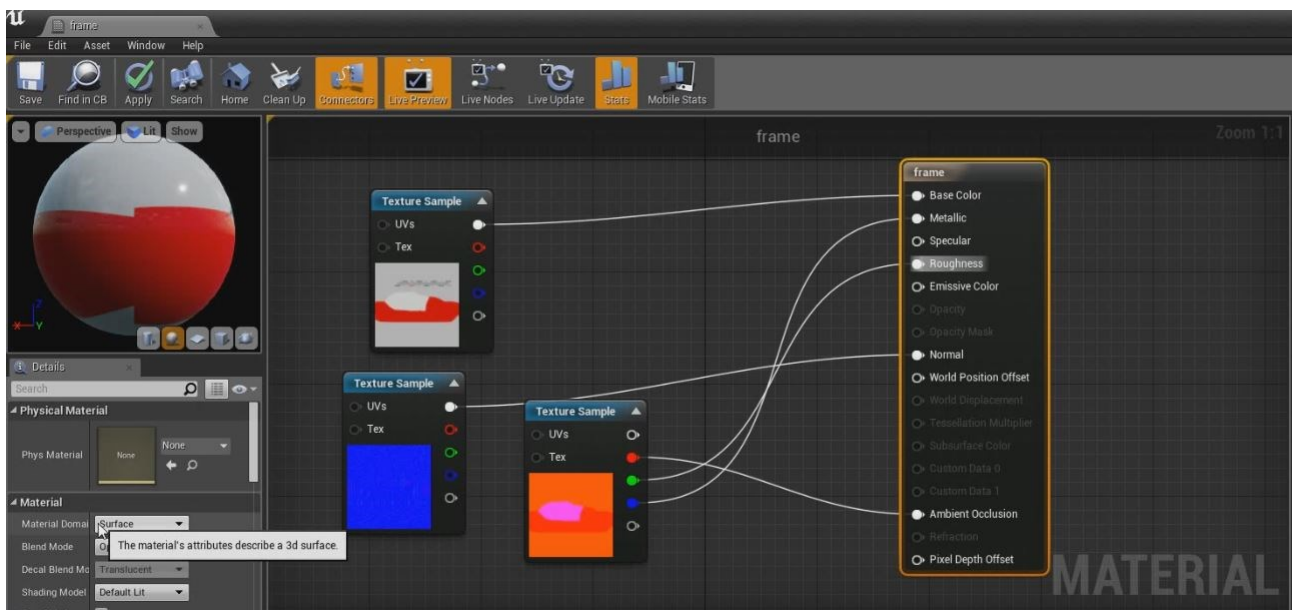 frame
File Edit Asset Window Help
Save Find in CB Apply Search Home Clean Up Connectors Live Preview Live Nodes Live Update Stats Mobile Stats
Perspective Lit Show
frame
Zoom 1:1
Z
X
Y
Texture Sample
UVs
Tex
Texture Sample
UVs
Tex
Texture Sample
UVs
Tex
frame
Base Color
Metallic
Specular
Roughness
Emissive Color
Opacity
Opacity Mask
Normal
World Position Offset
World Displacement
Tessellation Multiplier
Subsurface Color
Custom Data 0
Custom Data 1
Ambient Occlusion
Refraction
Pixel Depth Offset
MATERIAL
Details
Search
Physical Material
Phys Material None None
Material
Material Domai Surface
The material's attributes describe a 3d surface.
Blend Mode Op
Decal Blend Mo Translucent
Shading Model Default Lit